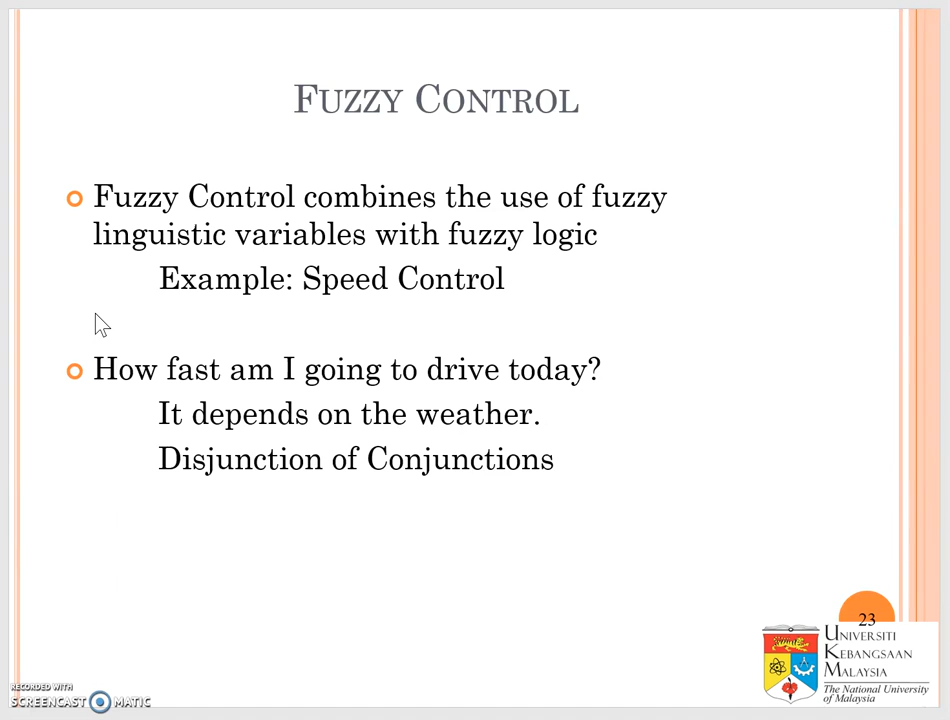 FUZZY CONTROL
Fuzzy Control combines the use of fuzzy
linguistic variables with fuzzy logic
Example: Speed Control
How fast am I going to drive today?
It depends on the weather.
Disjunction of Conjunctions
23
UNIVERSITI
KEBANGSAAN
MALAYSIA
The National University
of Malaysia
RECORDED WITH
SCREENCAST MATIC